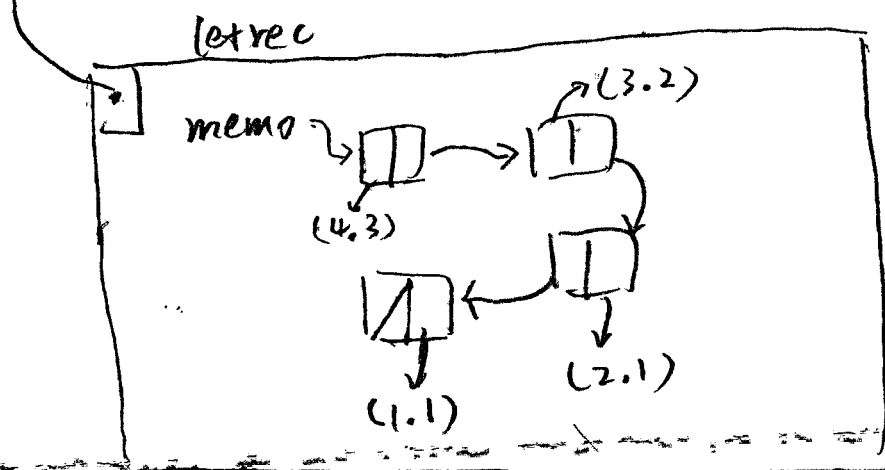 letrec
(3.2)
memo
(4.3)
(2.1)
(1.1)